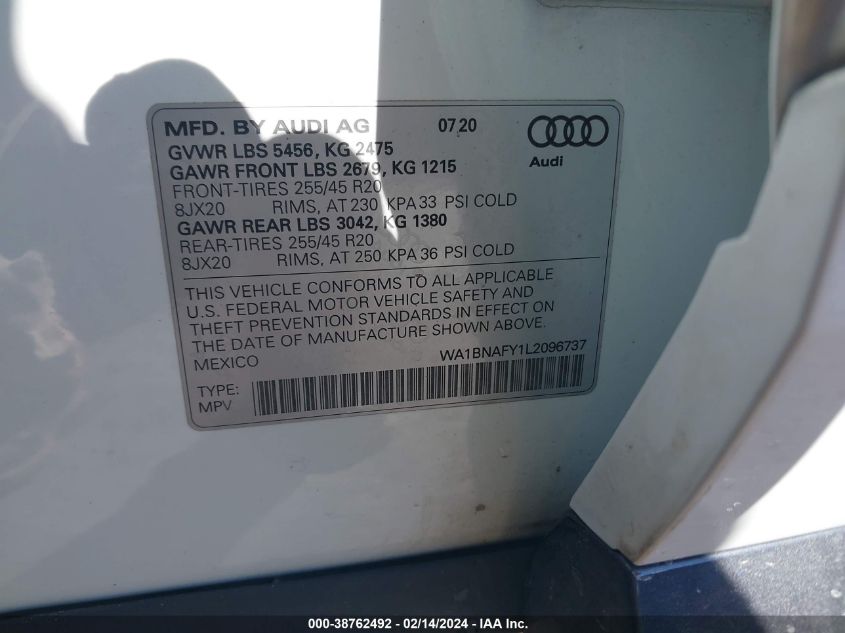 MFD. BY AUDI AG 07 20
GVWR LBS 5456, KG 2475
GAWR FRONT LBS 2679, KG 1215
FRONT-TIRES 255/45 R20
8JX20 RIMS, AT 230 KPA 33 PSI COLD
GAWR REAR LBS 3042, KG 1380
REAR-TIRES 255/45 R20
8JX20 RIMS, AT 250 KPA 36 PSI COLD
Audi
THIS VEHICLE CONFORMS TO ALL APPLICABLE
U.S. FEDERAL MOTOR VEHICLE SAFETY AND
THEFT PREVENTION STANDARDS IN EFFECT ON
THE DATE OF MANUFACTURE SHOWN ABOVE.
MEXICO WA1BNAFY1L2096737
TYPE:
MPV
000-38762492 - 02/14/2024 - IAA Inc.